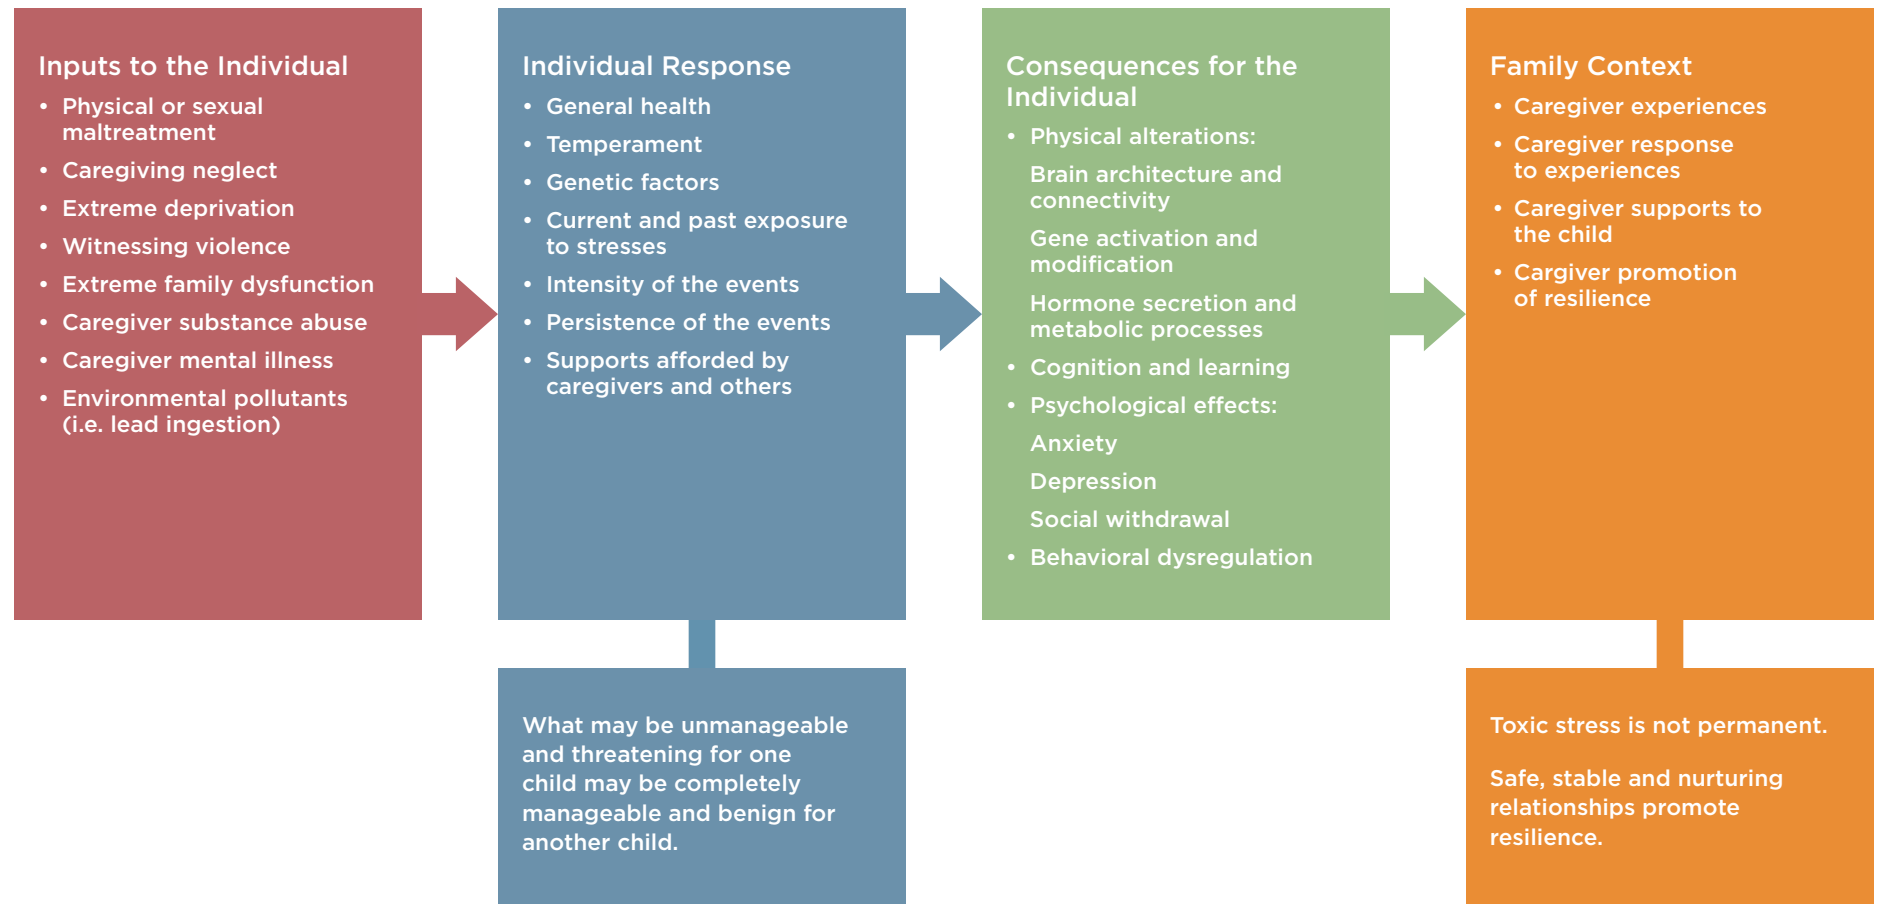 Inputs to the Individual
• Physical or sexual
maltreatment
• Caregiving neglect
• Extreme deprivation
• Witnessing violence
• Extreme family dysfunction
• Caregiver substance abuse
• Caregiver mental illness
• Environmental pollutants
(i.e. lead ingestion)
Individual Response
• General health
• Temperament
• Genetic factors
• Current and past exposure
to stresses
• Intensity of the events
• Persistence of the events
• Supports afforded by
caregivers and others
What may be unmanageable
and threatening for one
child may be completely
manageable and benign for
another child.
Consequences for the
Individual
• Physical alterations:
Brain architecture and
connectivity
Gene activation and
modification
Hormone secretion and
metabolic processes
• Cognition and learning
• Psychological effects:
Anxiety
Depression
Social withdrawal
• Behavioral dysregulation
Family Context
• Caregiver experiences
• Caregiver response
to experiences
• Caregiver supports to
the child
• Cargiver promotion
of resilience
Toxic stress is not permanent.
Safe, stable and nurturing
relationships promote
resilience.